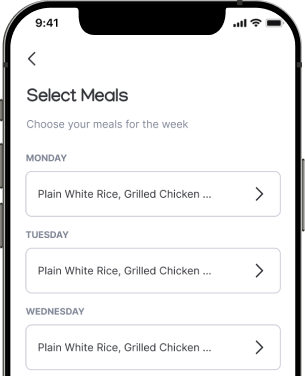 9:41
Select Meals
Choose your meals for the week
MONDAY
Plain White Rice, Grilled Chicken ...
TUESDAY
Plain White Rice, Grilled Chicken ...
WEDNESDAY
Plain White Rice, Grilled Chicken ...